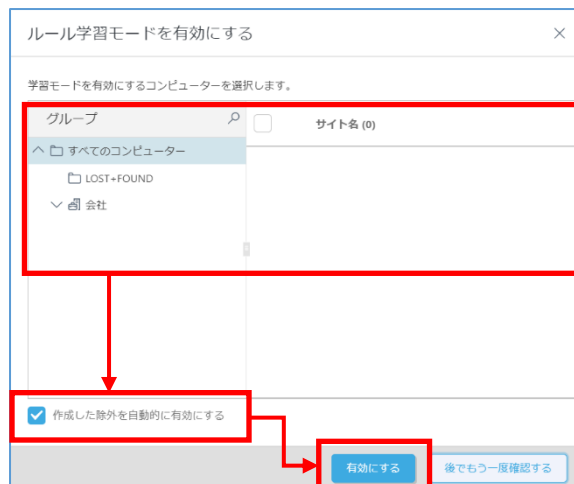 ルール学習モードを有効にする
学習モードを有効にするコンピューターを選択します。
グループ
サイト名 (0)
すべてのコンピューター
LOST+FOUND
会社
作成した除外を自動的に有効にする
有効にする
後でもう一度確認する